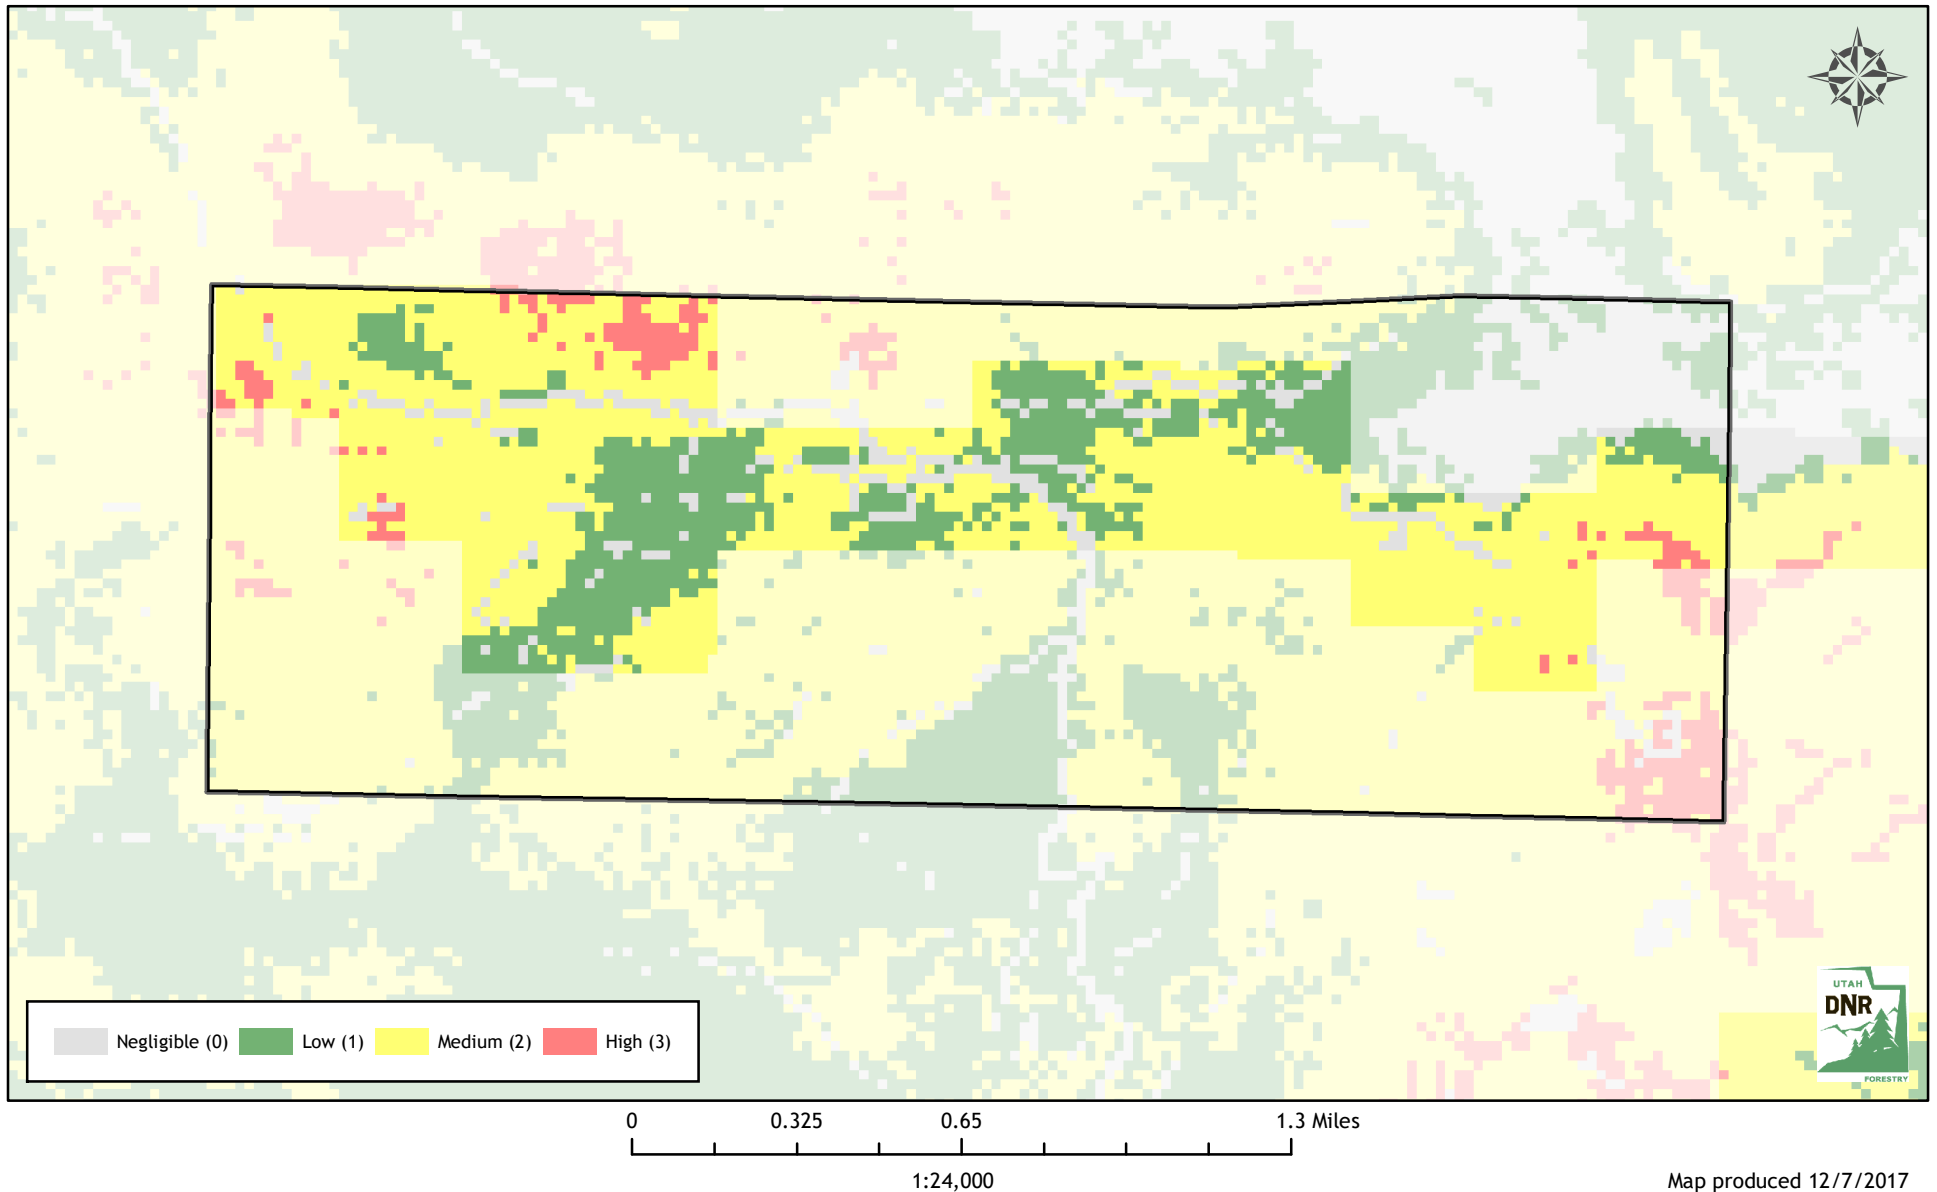 UTAH
DNR
FORESTRY
Negligible (0) Low (1) Medium (2) High (3)
0 0.325 0.65 1.3 Miles
1:24,000
Map produced 12/7/2017